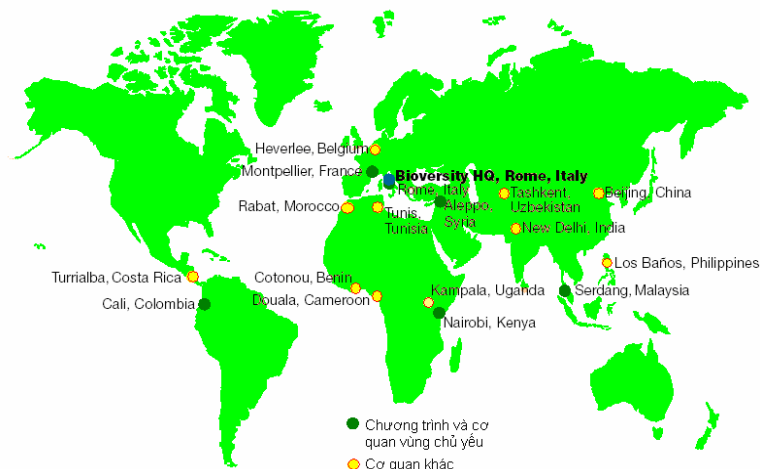 Heverlee, Belgium
Montpellier, France
Bioversity HQ, Rome, Italy
Rome, Italy
Rabat, Morocco
Tunis,
Tunisia
Aleppo,
Syria
Tashkent,
Uzbekistan
Beijing, China
New Delhi, India
Los Baños, Philippines
Turrialba, Costa Rica
Cotonou, Benin
Cali, Colombia
Douala, Cameroon
Kampala, Uganda
Serdang, Malaysia
Nairobi, Kenya
Chương trình và cơ
quan vùng chủ yếu
Cơ quan khác